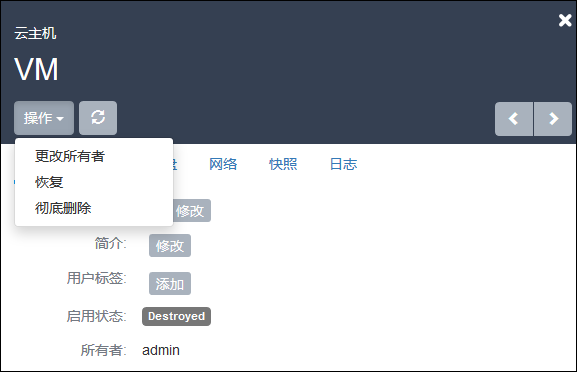 云主机
VM
操作
更改所有者
恢复
彻底删除
盘 网络 快照 日志
修改
简介: 修改
用户标签: 添加
启用状态: Destroyed
所有者: admin